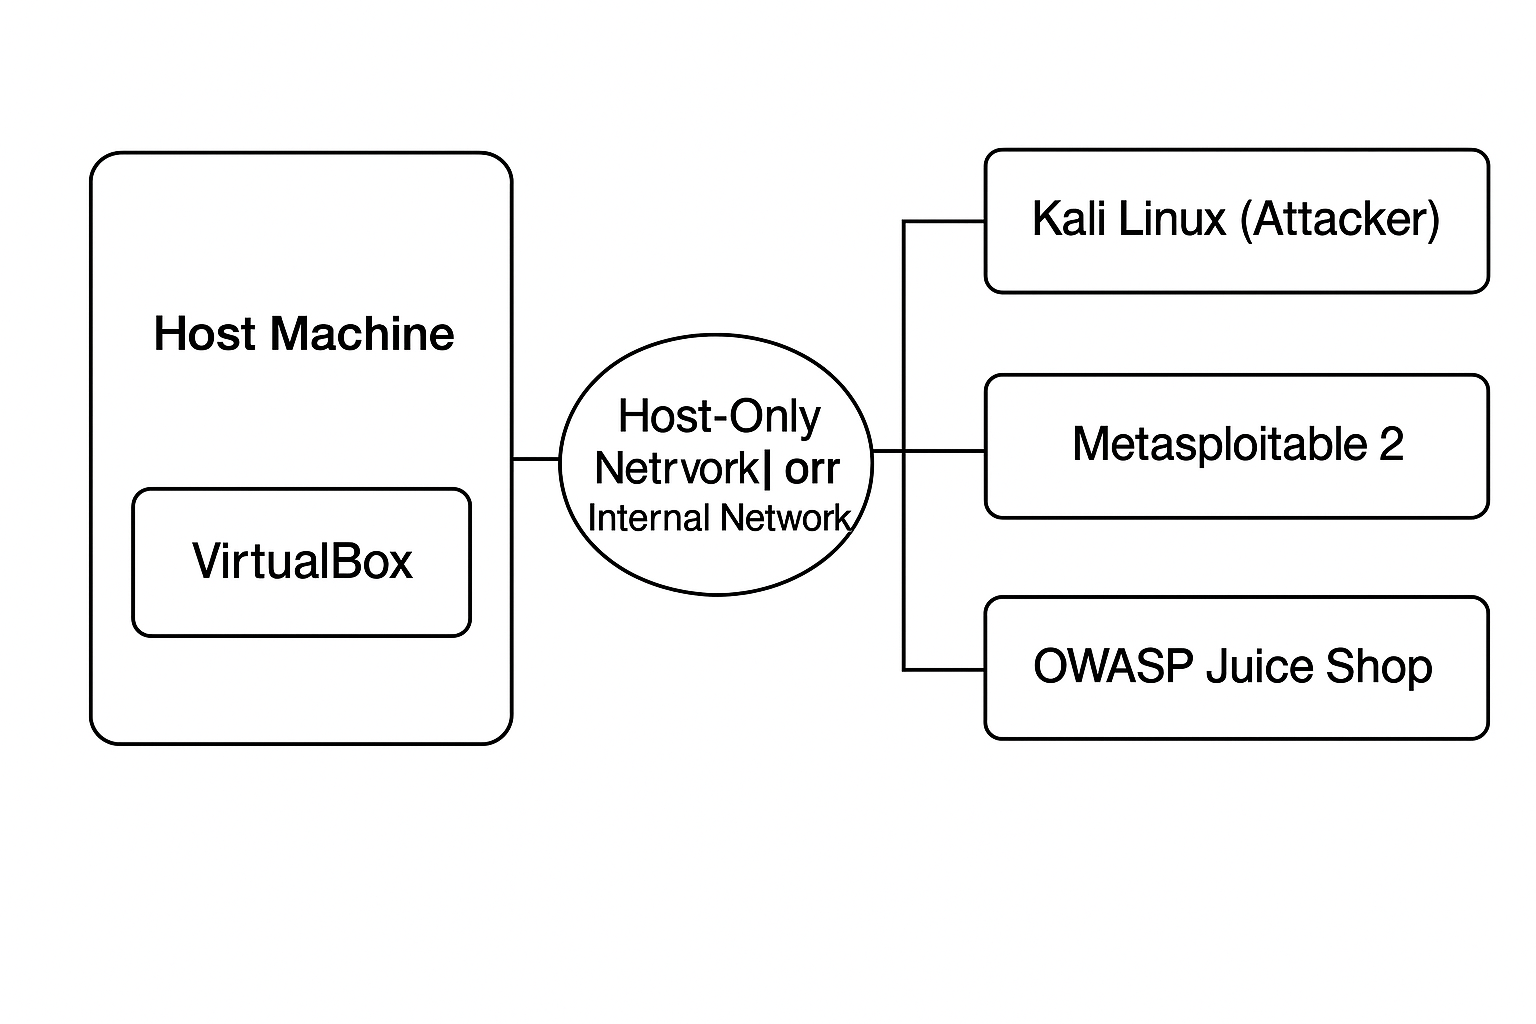 Host Machine
VirtualBox
Host-Only
Netrvork| orr
Internal Network
Kali Linux (Attacker)
Metasploitable 2
OWASP Juice Shop